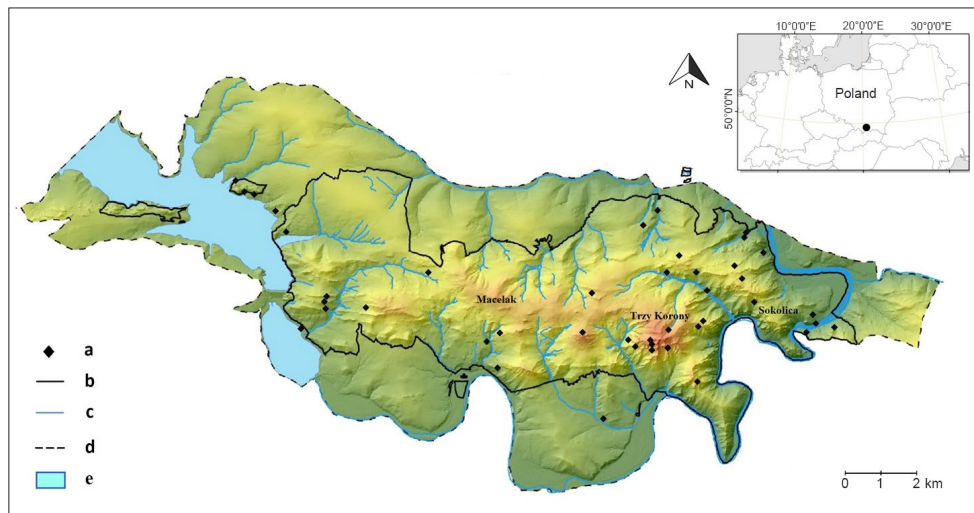 10°0'0"E 20°0'0"E 30°0'0"E
50°0'0"N
Poland
N
Macelak
Trzy Korony
Sokolica
a
b
c
d
e
0 1 2 km